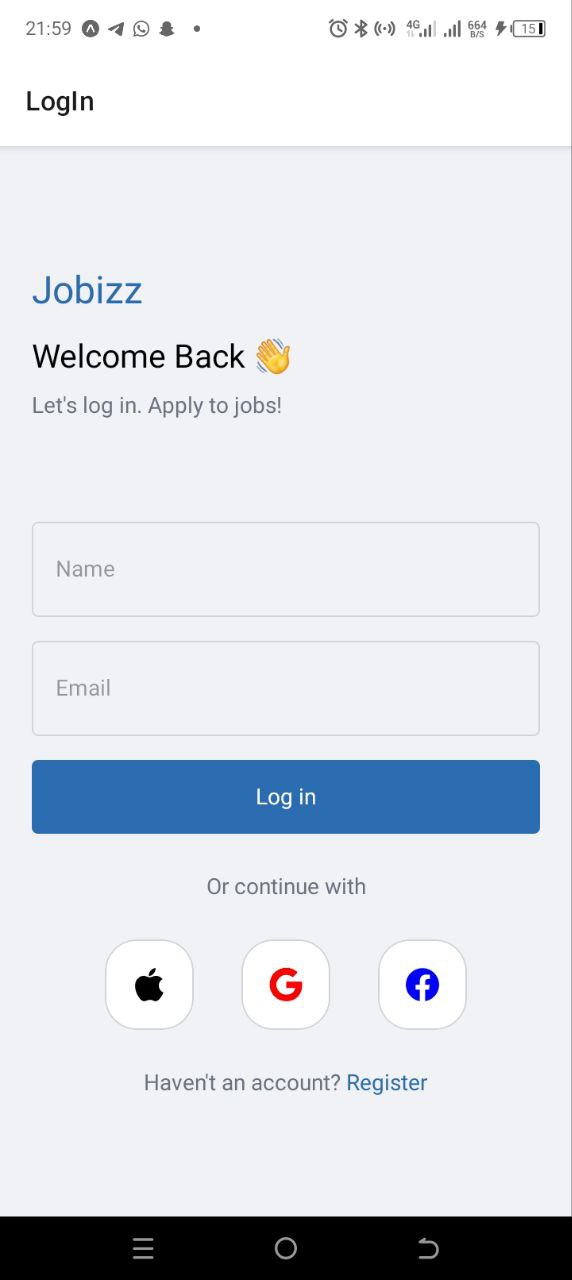 21:59 4G 664 B/S 15
LogIn
Jobizz
Welcome Back 👋
Let's log in. Apply to jobs!
Name
Email
Log in
Or continue with
Haven't an account? Register